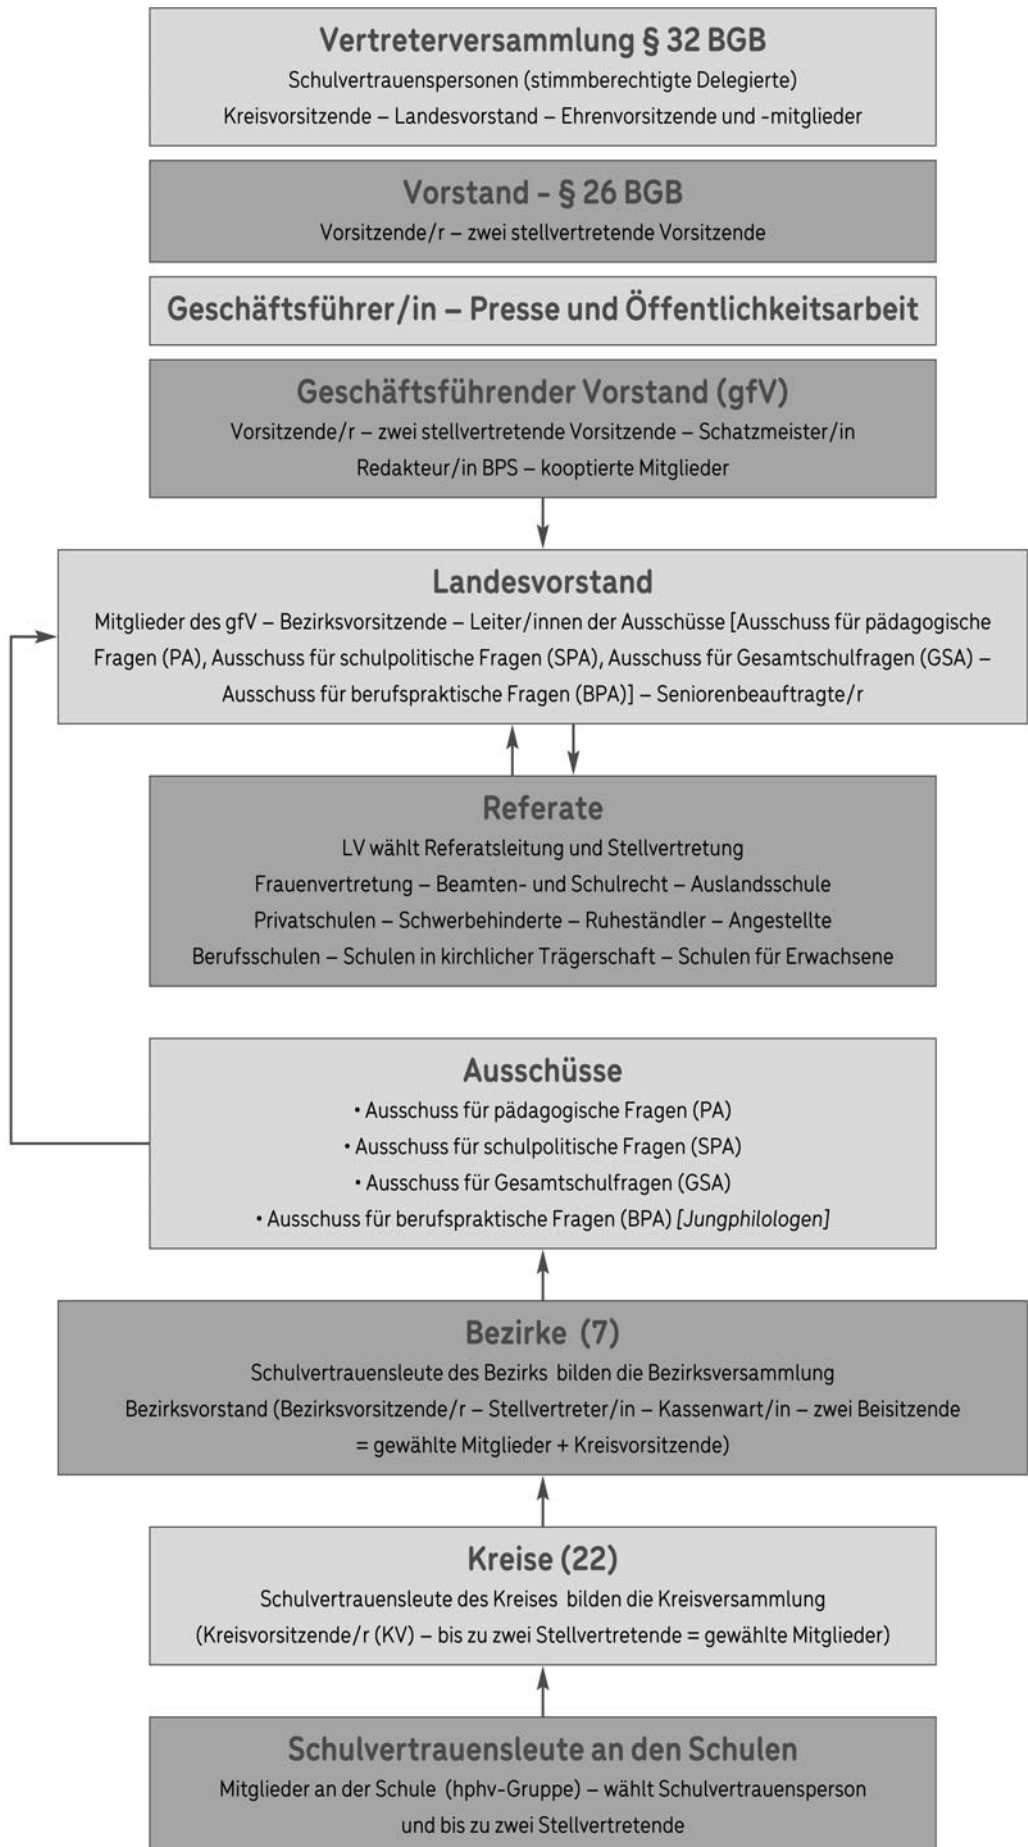 Vertreterversammlung § 32 BGB
Schulvertrauenspersonen (stimmberechtigte Delegierte)
Kreisvorsitzende – Landesvorstand – Ehrenvorsitzende und -mitglieder
Vorstand - § 26 BGB
Vorsitzende/r – zwei stellvertretende Vorsitzende
Geschäftsführer/in – Presse und Öffentlichkeitsarbeit
Geschäftsführender Vorstand (gfV)
Vorsitzende/r – zwei stellvertretende Vorsitzende – Schatzmeister/in
Redakteur/in BPS – kooptierte Mitglieder
Landesvorstand
Mitglieder des gfV – Bezirksvorsitzende – Leiter/innen der Ausschüsse [Ausschuss für pädagogische
Fragen (PA), Ausschuss für schulpolitische Fragen (SPA), Ausschuss für Gesamtschulfragen (GSA) –
Ausschuss für berufspraktische Fragen (BPA)] – Seniorenbeauftragte/r
Referate
LV wählt Referatsleitung und Stellvertretung
Frauenvertretung – Beamten- und Schulrecht – Auslandsschule
Privatschulen – Schwerbehinderte – Ruheständler – Angestellte
Berufsschulen – Schulen in kirchlicher Trägerschaft – Schulen für Erwachsene
Ausschüsse
• Ausschuss für pädagogische Fragen (PA)
• Ausschuss für schulpolitische Fragen (SPA)
• Ausschuss für Gesamtschulfragen (GSA)
• Ausschuss für berufspraktische Fragen (BPA) [Jungphilologen]
Bezirke (7)
Schulvertrauensleute des Bezirks bilden die Bezirksversammlung
Bezirksvorstand (Bezirksvorsitzende/r – Stellvertreter/in – Kassenwart/in – zwei Beisitzende
= gewählte Mitglieder + Kreisvorsitzende)
Kreise (22)
Schulvertrauensleute des Kreises bilden die Kreisversammlung
(Kreisvorsitzende/r (KV) – bis zu zwei Stellvertretende = gewählte Mitglieder)
Schulvertrauensleute an den Schulen
Mitglieder an der Schule (hphv-Gruppe) – wählt Schulvertrauensperson
und bis zu zwei Stellvertretende